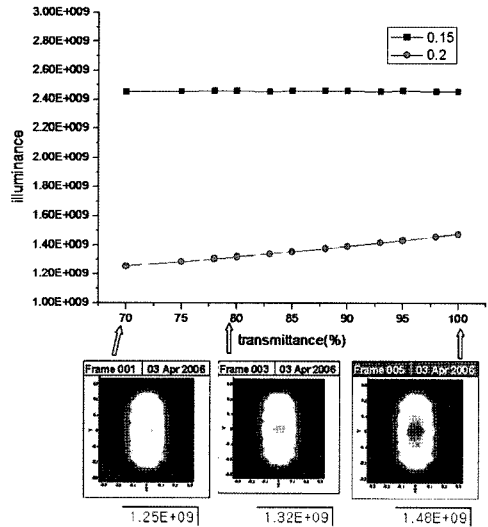 3.00E+009
2.80E+009
2.60E+009
2.40E+009
2.20E+009
2.00E+009
1.80E+009
1.60E+009
1.40E+009
1.20E+009
1.00E+009
illuminance
0.15
0.2
70 75 80 85 90 95 100
transmittance(%)
Frame 001 03 Apr 2006
Frame 003 03 Apr 2006
Frame 005 03 Apr 2006
1.25E+09
1.32E+09
1.48E+09